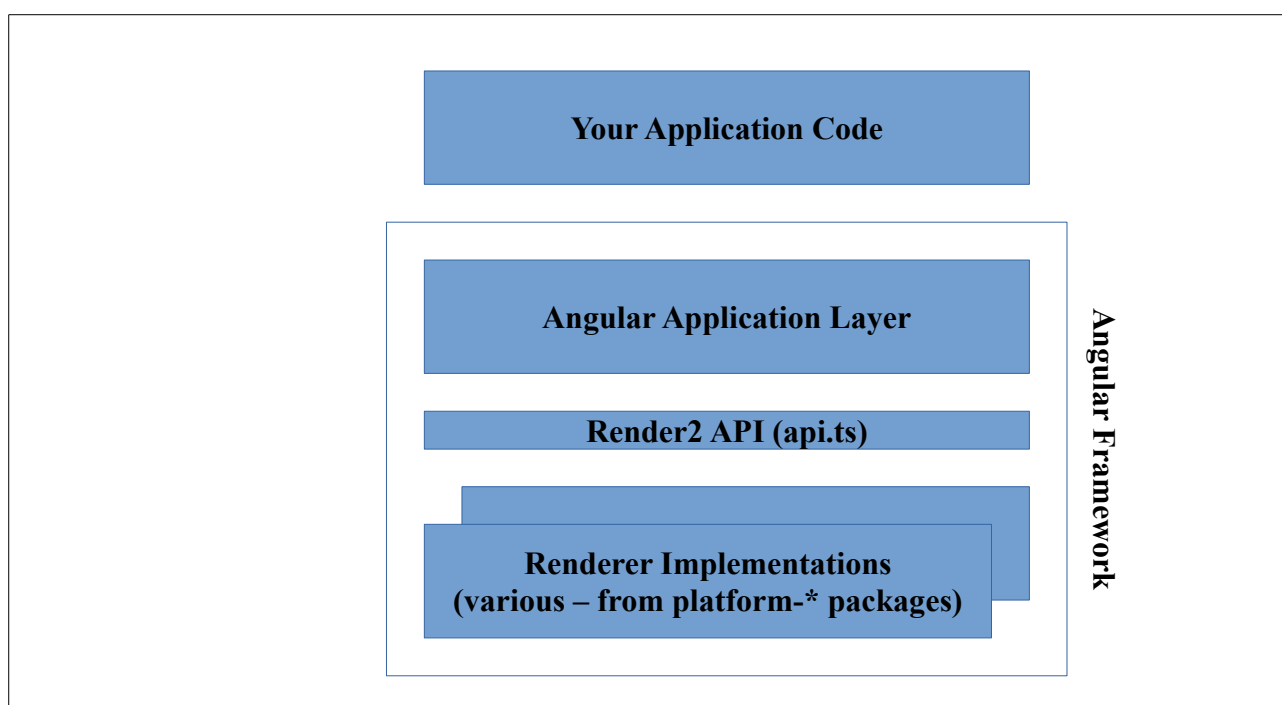 Your Application Code
Angular Application Layer
Render2 API (api.ts)
Renderer Implementations
(various – from platform-* packages)
Angular Framework